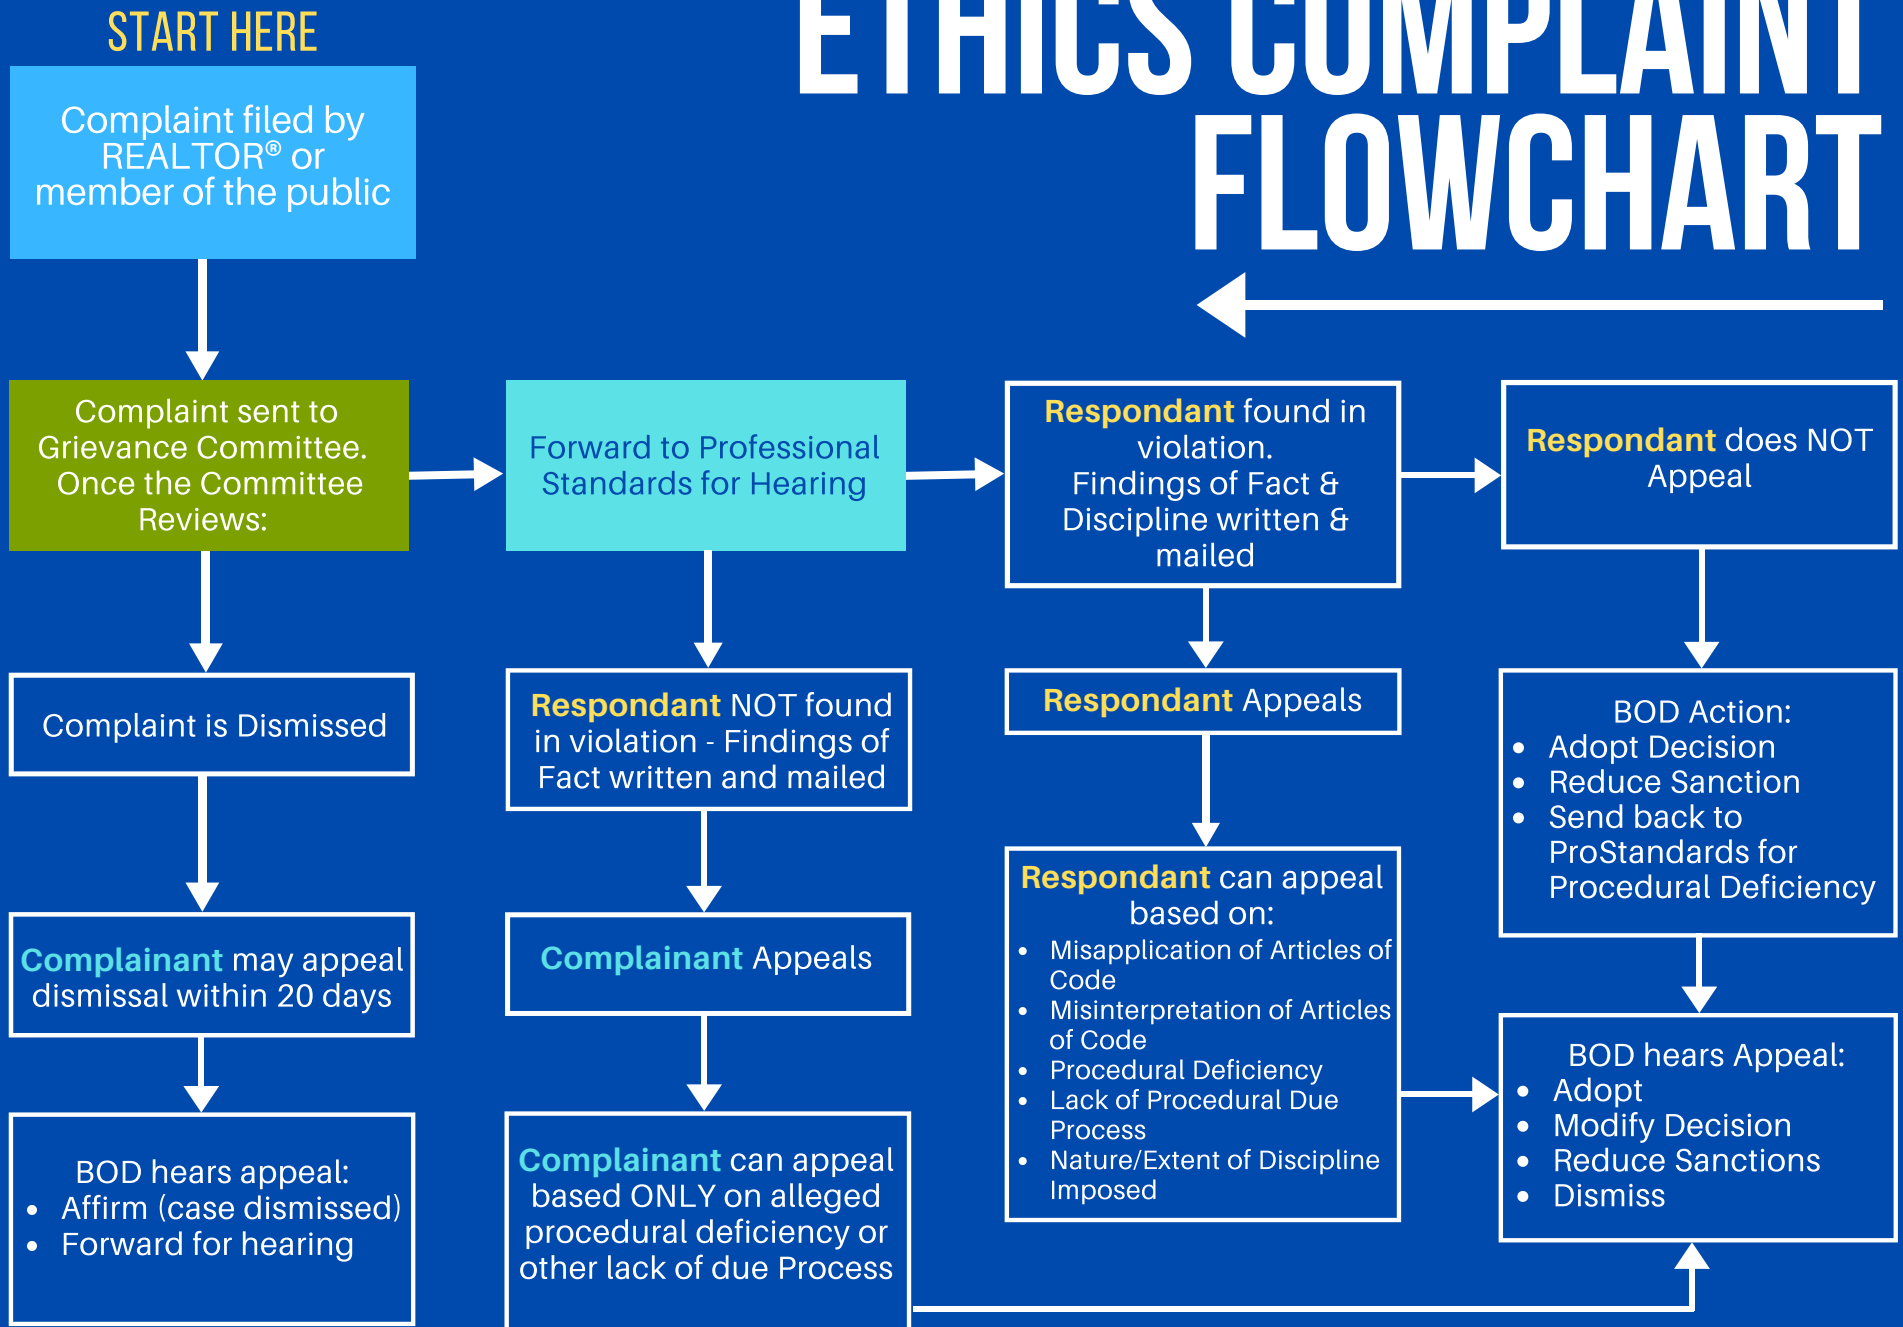 START HERE
ETHICS COMPLAINT
FLOWCHART
Complaint filed by
REALTOR® or
member of the public
Complaint sent to
Grievance Committee.
Once the Committee
Reviews:
Forward to Professional
Standards for Hearing
Respondant found in
violation.
Findings of Fact &
Discipline written &
mailed
Respondant does NOT
Appeal
Complaint is Dismissed
Respondant NOT found
in violation - Findings of
Fact written and mailed
Respondant Appeals
BOD Action:
• Adopt Decision
• Reduce Sanction
• Send back to
ProStandards for
Procedural Deficiency
Complainant may appeal
dismissal within 20 days
Complainant Appeals
Respondant can appeal
based on:
• Misapplication of Articles of
Code
• Misinterpretation of Articles
of Code
• Procedural Deficiency
• Lack of Procedural Due
Process
• Nature/Extent of Discipline
Imposed
BOD hears Appeal:
• Adopt
• Modify Decision
• Reduce Sanctions
• Dismiss
BOD hears appeal:
• Affirm (case dismissed)
• Forward for hearing
Complainant can appeal
based ONLY on alleged
procedural deficiency or
other lack of due Process